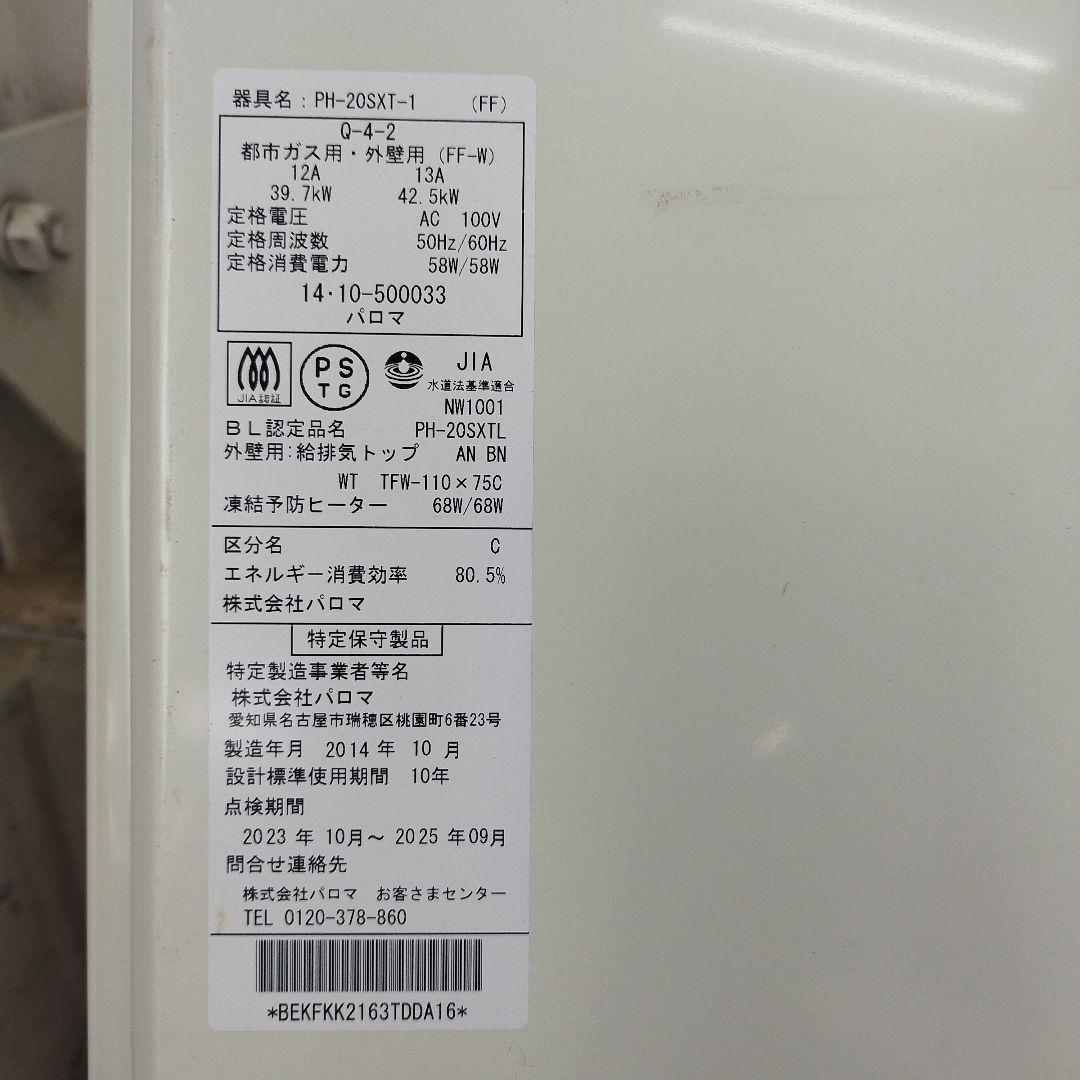 器具名：PH-20SXT-1 (FF)
Q-4-2
都市ガス用・外壁用 (FF-W)
12A 13A
39.7kW 42.5kW
定格電圧 AC 100V
定格周波数 50Hz/60Hz
定格消費電力 58W/58W
14・10-500033
パロマ
JIA認証
PS
TG
JIA
水道法基準適合
NW1001
ＢＬ認定品名 PH-20SXTL
外壁用:給排気トップ AN BN
WT TFW-110×75C
凍結予防ヒーター 68W/68W
区分名 C
エネルギー消費効率 80.5%
株式会社パロマ
特定保守製品
特定製造事業者等名
株式会社パロマ
愛知県名古屋市瑞穂区桃園町6番23号
製造年月 2014 年 10 月
設計標準使用期間 10年
点検期間
2023 年 10月～ 2025 年09月
問合せ連絡先
株式会社パロマ お客さまセンター
TEL 0120-378-860
*BEKFKK2163TDDA16*